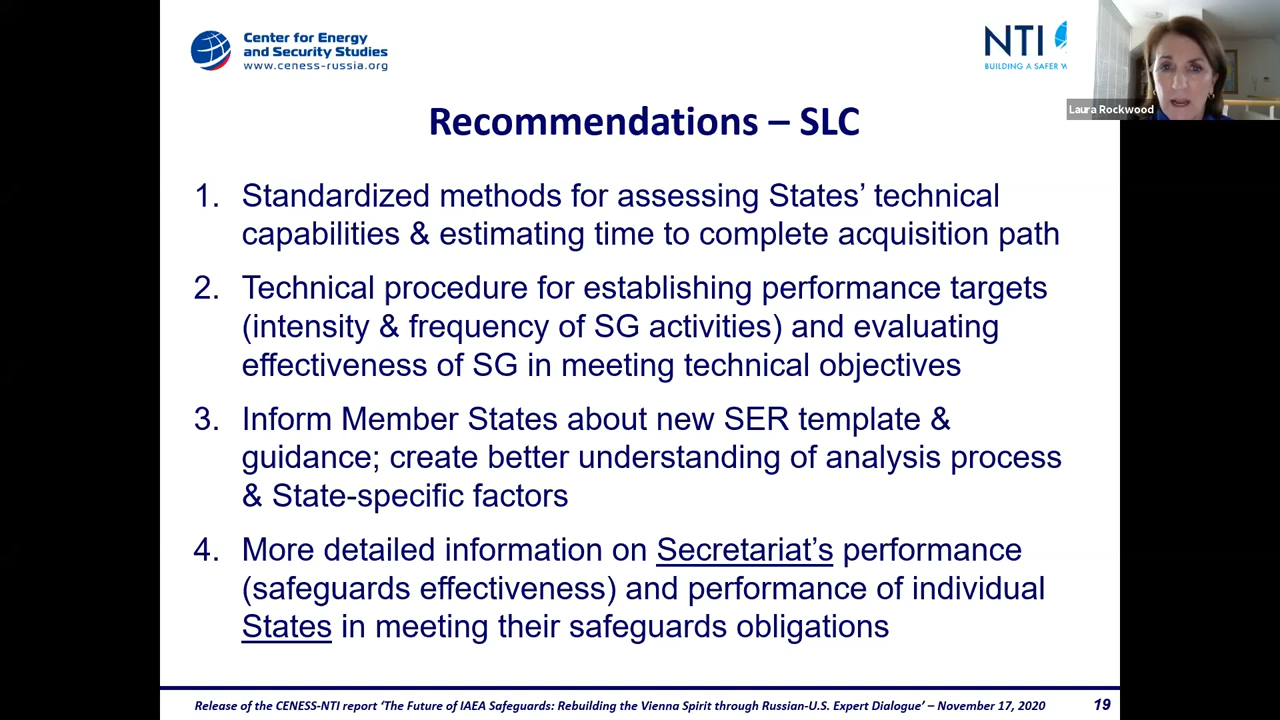 Center for Energy
and Security Studies
www.ceness-russia.org
NTI
BUILDING A SAFER W
Laura Rockwood
Recommendations – SLC
1. Standardized methods for assessing States’ technical
capabilities & estimating time to complete acquisition path
2. Technical procedure for establishing performance targets
(intensity & frequency of SG activities) and evaluating
effectiveness of SG in meeting technical objectives
3. Inform Member States about new SER template &
guidance; create better understanding of analysis process
& State-specific factors
4. More detailed information on Secretariat’s performance
(safeguards effectiveness) and performance of individual
States in meeting their safeguards obligations
Release of the CENESS-NTI report ‘The Future of IAEA Safeguards: Rebuilding the Vienna Spirit through Russian-U.S. Expert Dialogue’ – November 17, 2020
19